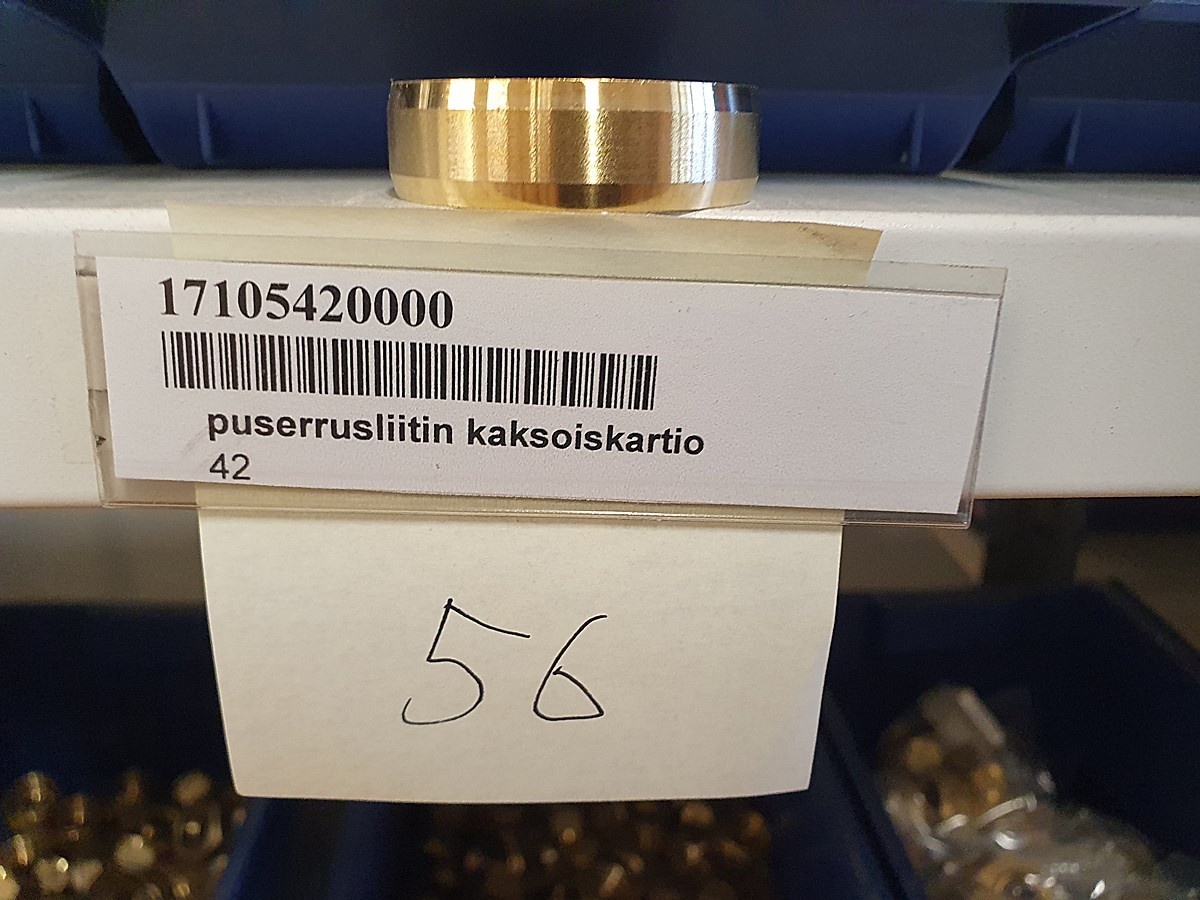 17105420000
puserrusliitin kaksoiskartio
42
56